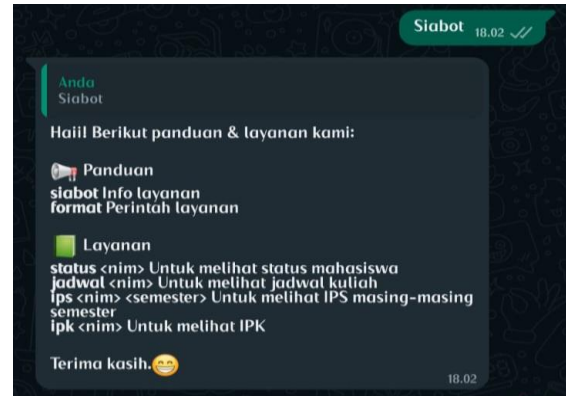 Siabot 18.02
Anda
Siabot
Haiil Berikut panduan & layanan kami:
Panduan
siabot Info layanan
format Perintah layanan
Layanan
status <nim> Untuk melihat status mahasiswa
jadwal <nim> Untuk melihat jadwal kuliah
ips <nim> <semester> Untuk melihat IPS masing-masing
semester
ipk <nim> Untuk melihat IPK
Terima kasih.😁
18.02